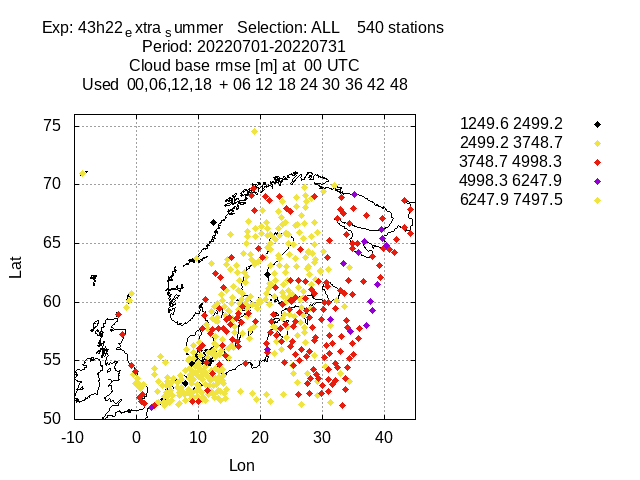 Exp: 43h22extrasummer Selection: ALL 540 stations
Period: 20220701-20220731
Cloud base rmse [m] at 00 UTC
Used 00,06,12,18 + 06 12 18 24 30 36 42 48
1249.6 2499.2
2499.2 3748.7
3748.7 4998.3
4998.3 6247.9
6247.9 7497.5
75
70
65
60
55
50
Lat
-10 0 10 20 30 40
Lon